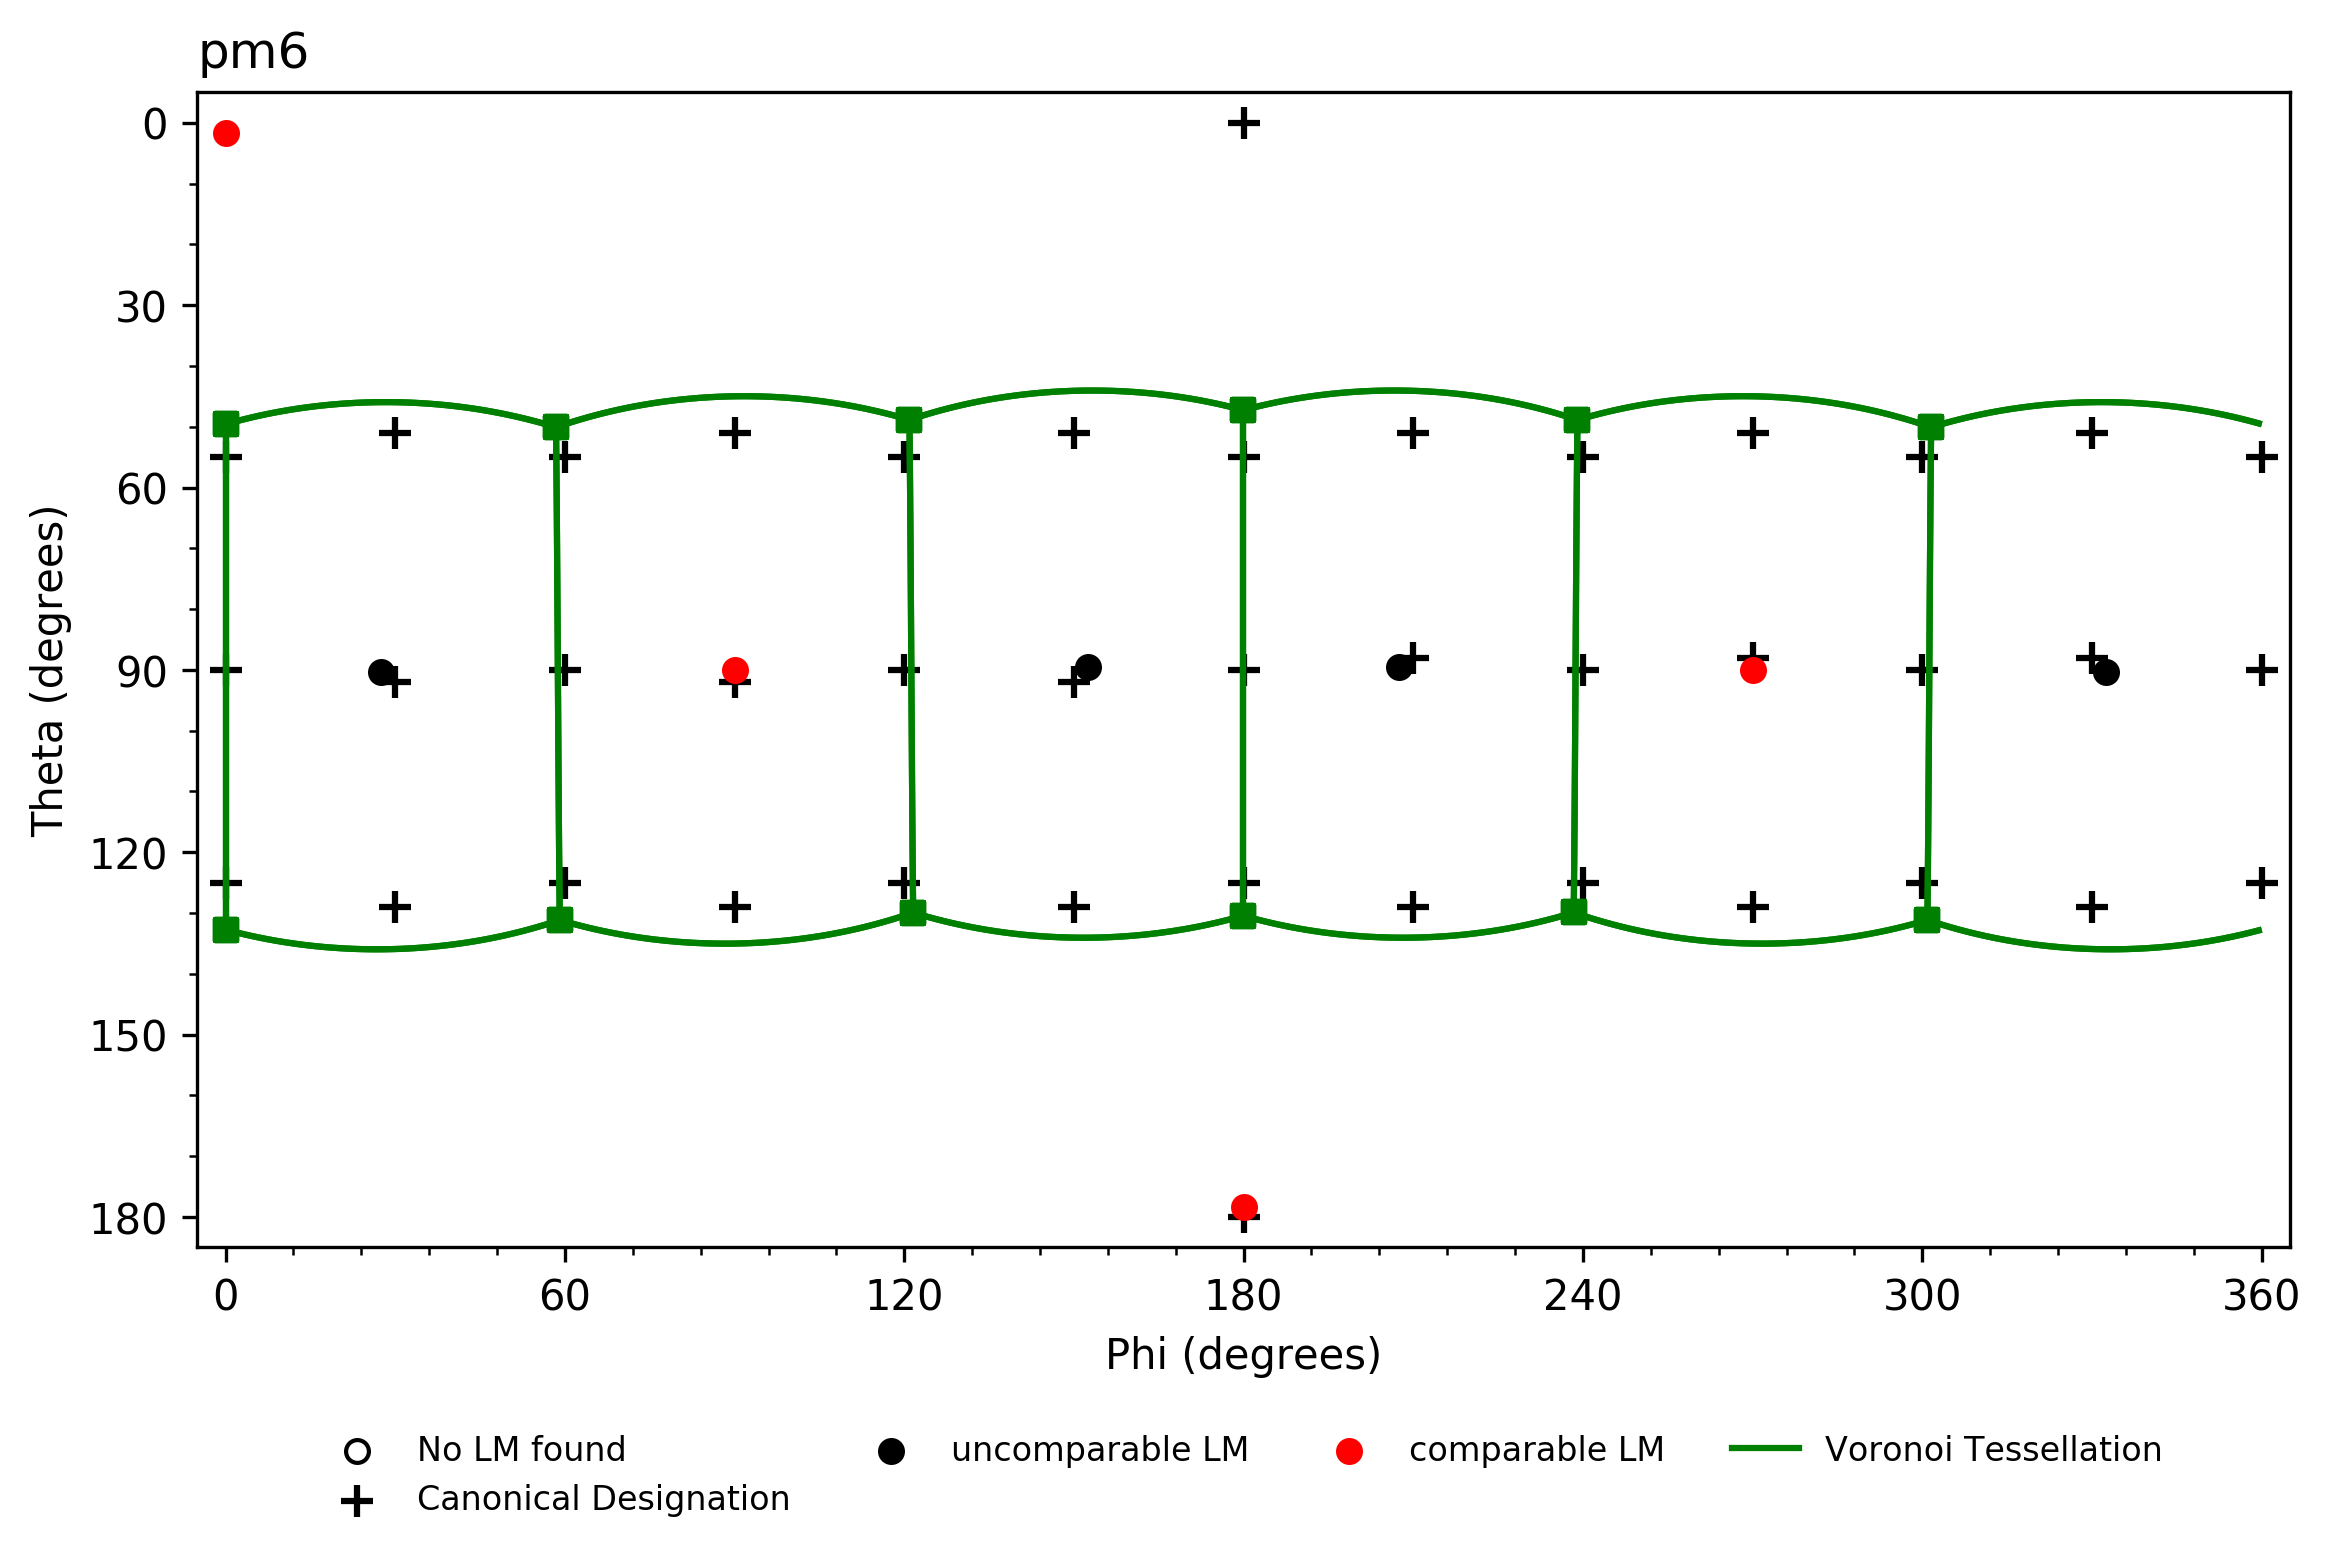 pm6
0
30
60
90
120
150
180
Theta (degrees)
0 60 120 180 240 300 360
Phi (degrees)
No LM found uncomparable LM comparable LM Voronoi Tessellation
Canonical Designation